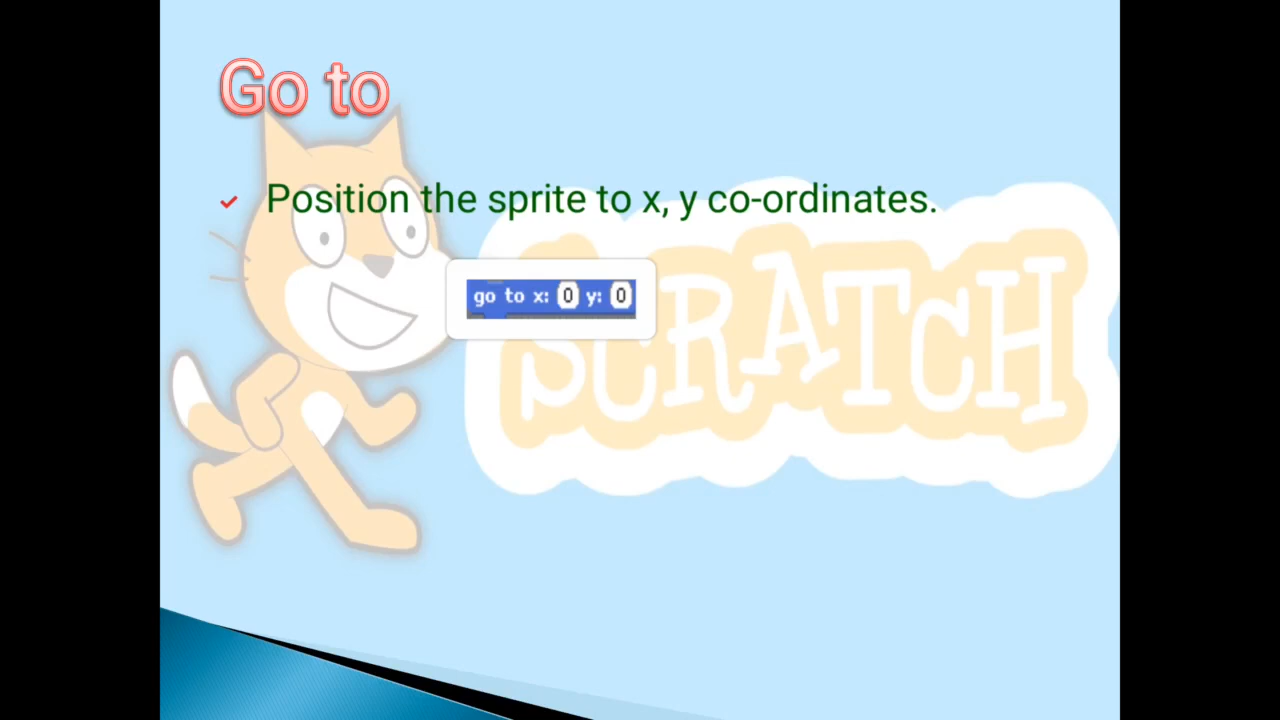 Go to
Position the sprite to x, y co-ordinates.
go to x: 0 y: 0
SCRATCH